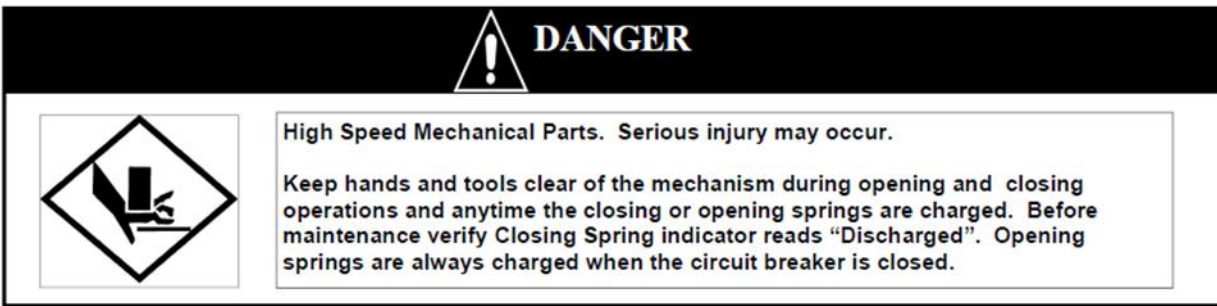 DANGER
High Speed Mechanical Parts. Serious injury may occur.
Keep hands and tools clear of the mechanism during opening and closing
operations and anytime the closing or opening springs are charged. Before
maintenance verify Closing Spring indicator reads “Discharged”. Opening
springs are always charged when the circuit breaker is closed.